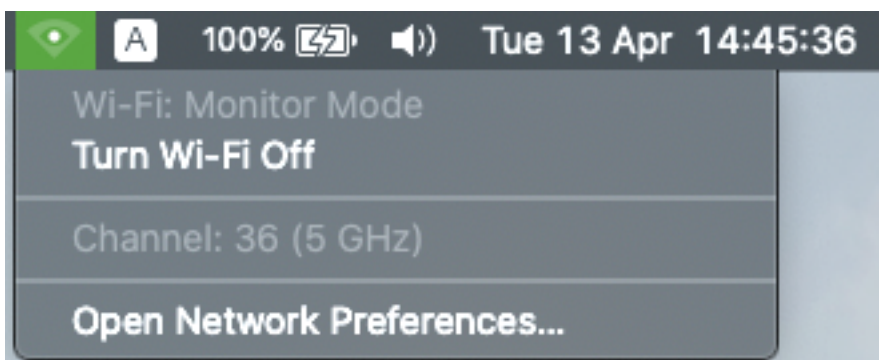 A 100% Tue 13 Apr 14:45:36
Wi-Fi: Monitor Mode
Turn Wi-Fi Off
Channel: 36 (5 GHz)
Open Network Preferences...